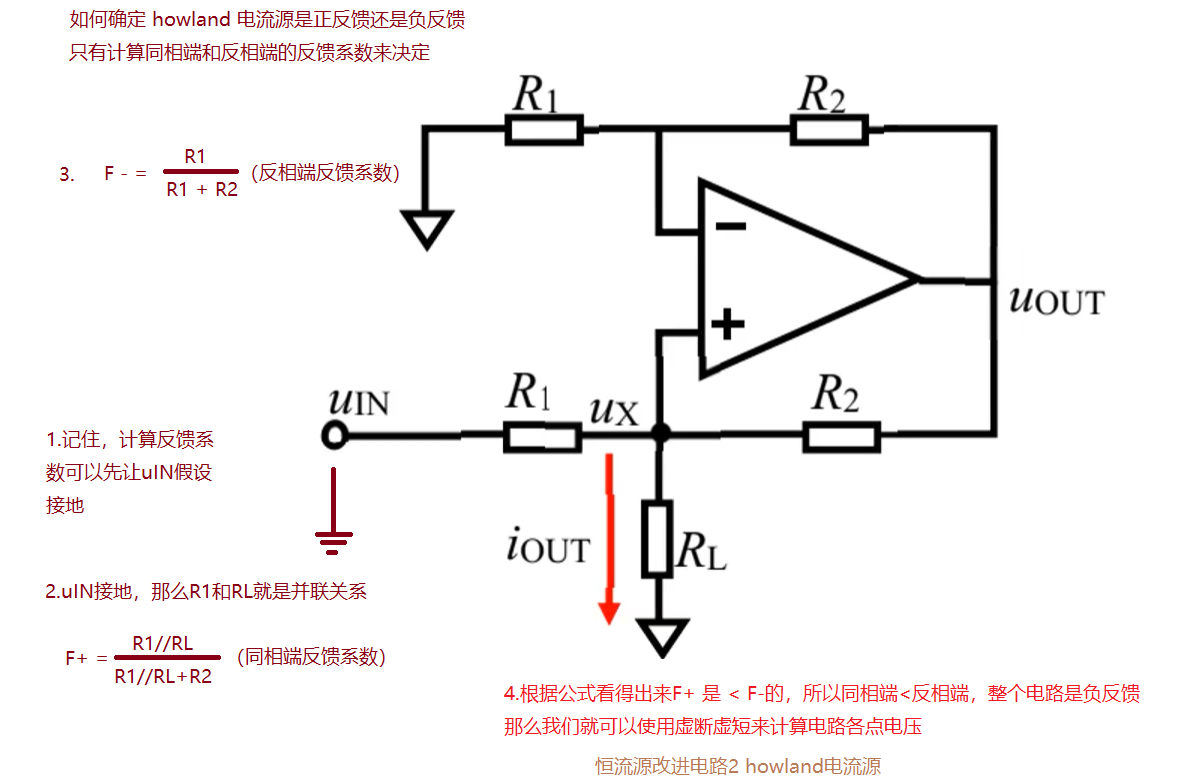 如何确定 howland 电流源是正反馈还是负反馈
只有计算同相端和反相端的反馈系数来决定
R1
R2
3. F - = R1 / R1 + R2 (反相端反馈系数)
−
+
uOUT
uIN
R1
uX
R2
1.记住，计算反馈系
数可以先让uIN假设
接地
iOUT
RL
2.uIN接地，那么R1和RL就是并联关系
F+ = R1//RL / R1//RL+R2 (同相端反馈系数)
4.根据公式看得出来F+ 是 < F-的，所以同相端<反相端，整个电路是负反馈
那么我们就可以使用虚断虚短来计算电路各点电压
恒流源改进电路2 howland电流源